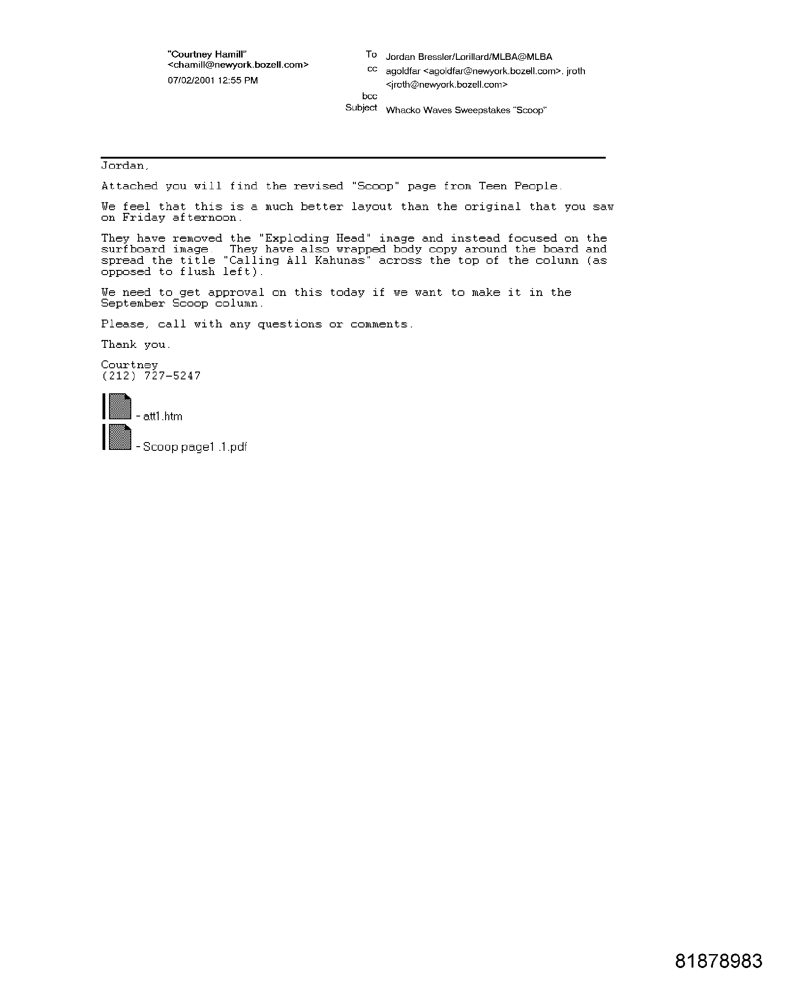 "Courtney Hamill"
<chamill@newyork.bozell.com>
07/02/2001 12:55 PM
To Jordan Bressler/Lorillard/MLBA@MLBA
cc agoldfar <agoldfar@newyork.bozell.com>, jroth
<jroth@newyork.bozell.com>
bcc
Subject Whacko Waves Sweepstakes "Scoop"
Jordan,
Attached you will find the revised "Scoop" page from Teen People.
We feel that this is a much better layout than the original that you saw
on Friday afternoon.
They have removed the "Exploding Head" image and instead focused on the
surfboard image. They have also wrapped body copy around the board and
spread the title "Calling All Kahunas" across the top of the column (as
opposed to flush left).
We need to get approval on this today if we want to make it in the
September Scoop column.
Please, call with any questions or comments.
Thank you.
Courtney
(212) 727-5247
- att1.htm
- Scoop page1 .1.pdf
81878983